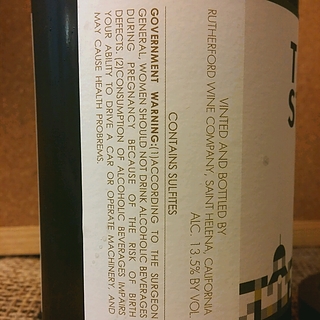 TS
VINTED AND BOTTLED BY
RUTHERFORD WINE COMPANY, SAINT HELENA, CALIFORNIA
ALC. 13.5% BY VOL
CONTAINS SULFITES
GOVERNMENT WARNING:(1)ACCORDING TO THE SURGEON
GENERAL, WOMEN SHOULD NOT DRINK ALCOHOLIC BEVERAGES
DURING PREGNANCY BECAUSE OF THE RISK OF BIRTH
DEFECTS. (2)CONSUMPTION OF ALCOHOLIC BEVERAGES IMPAIRS
YOUR ABILITY TO DRIVE A CAR OR OPERATE MACHINERY, AND
MAY CAUSE HEALTH PROBREMS.